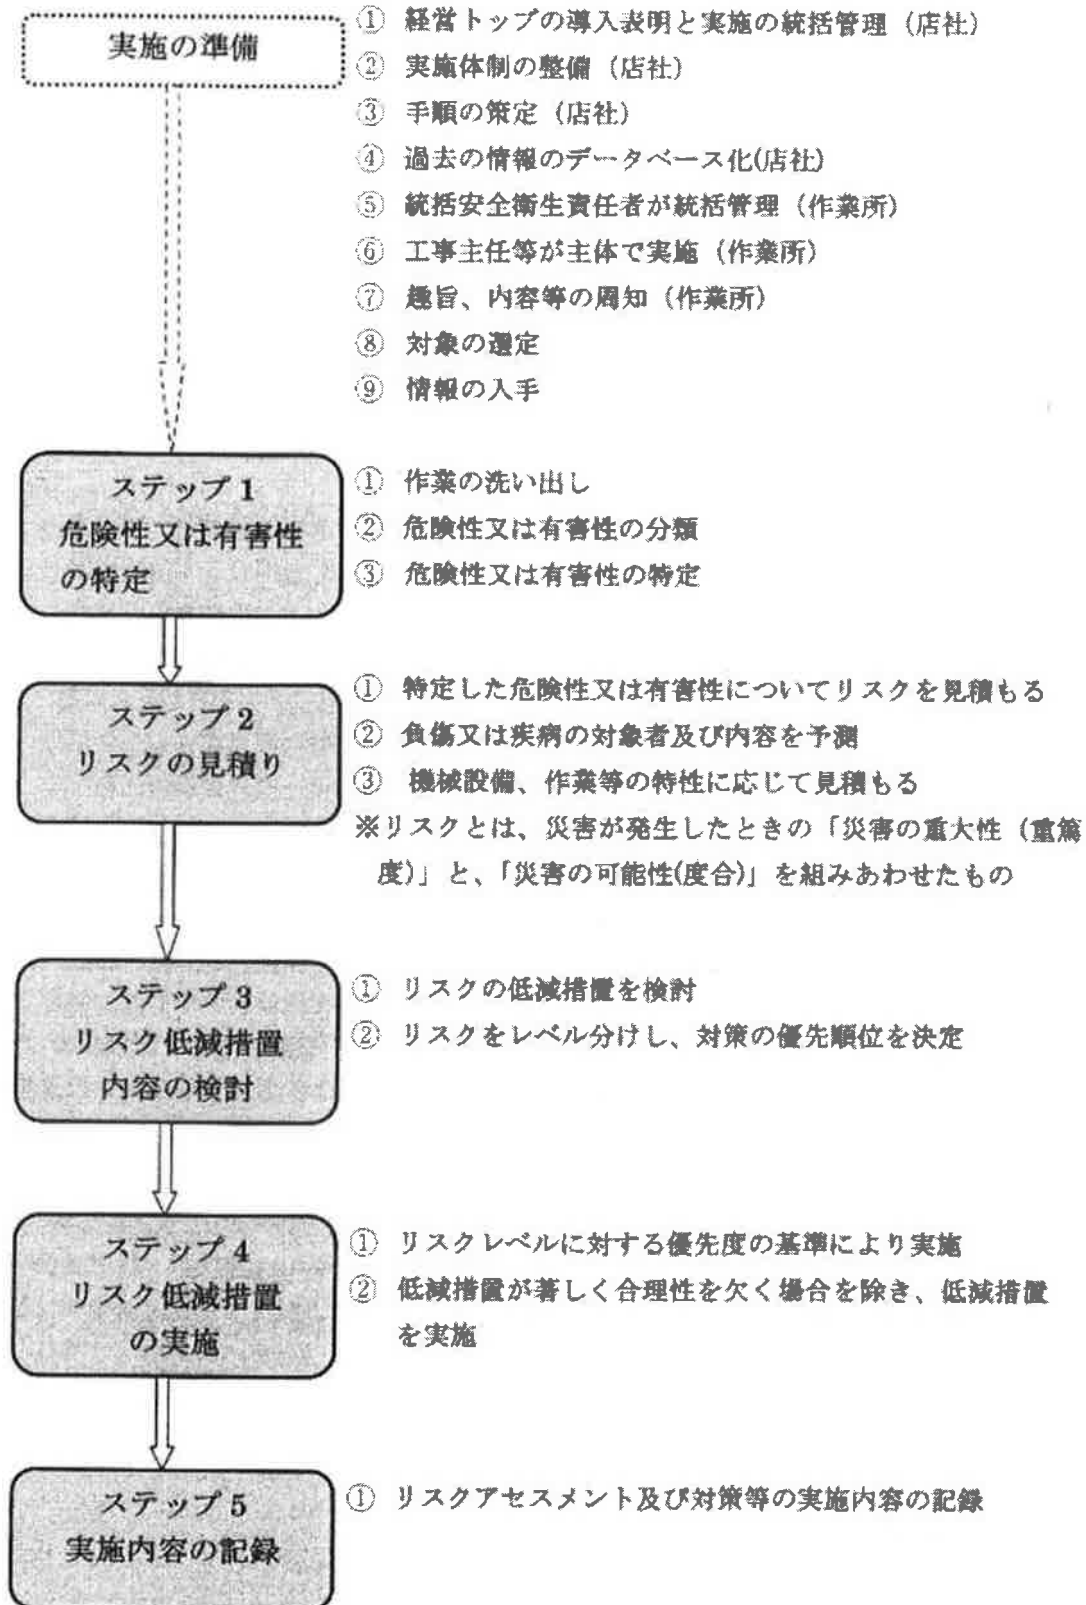 実施の準備
① 経営トップの導入表明と実施の統括管理（店社）
② 実施体制の整備（店社）
③ 手順の策定（店社）
④ 過去の情報のデータベース化(店社)
⑤ 統括安全衛生責任者が統括管理（作業所）
⑥ 工事主任等が主体で実施（作業所）
⑦ 趣旨、内容等の周知（作業所）
⑧ 対象の選定
⑨ 情報の入手
ステップ 1
危険性又は有害性
の特定
① 作業の洗い出し
② 危険性又は有害性の分類
③ 危険性又は有害性の特定
ステップ 2
リスクの見積り
① 特定した危険性又は有害性についてリスクを見積もる
② 負傷又は疾病の対象者及び内容を予測
③ 機械設備、作業等の特性に応じて見積もる
※リスクとは、災害が発生したときの「災害の重大性（重篤
度）」と、「災害の可能性(度合)」を組みあわせたもの
ステップ 3
リスク低減措置
内容の検討
① リスクの低減措置を検討
② リスクをレベル分けし、対策の優先順位を決定
ステップ 4
リスク低減措置
の実施
① リスクレベルに対する優先度の基準により実施
② 低減措置が著しく合理性を欠く場合を除き、低減措置
を実施
ステップ 5
実施内容の記録
① リスクアセスメント及び対策等の実施内容の記録